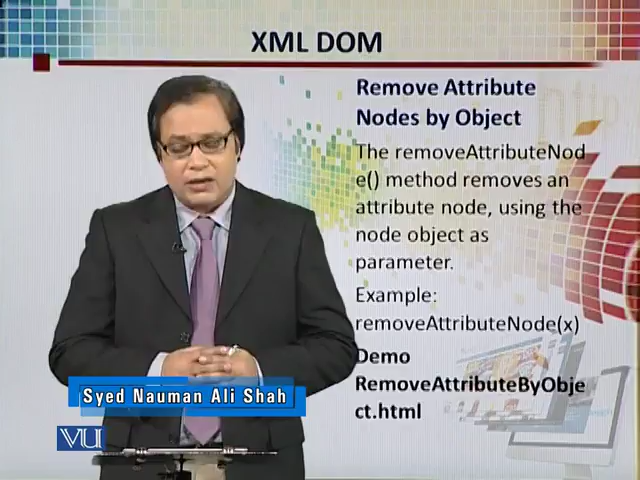 XML DOM
Remove Attribute
Nodes by Object
The removeAttributeNod
e() method removes an
attribute node, using the
node object as
parameter.
Example:
removeAttributeNode(x)
Demo
RemoveAttributeByObje
ct.html
Syed Nauman Ali Shah
VU